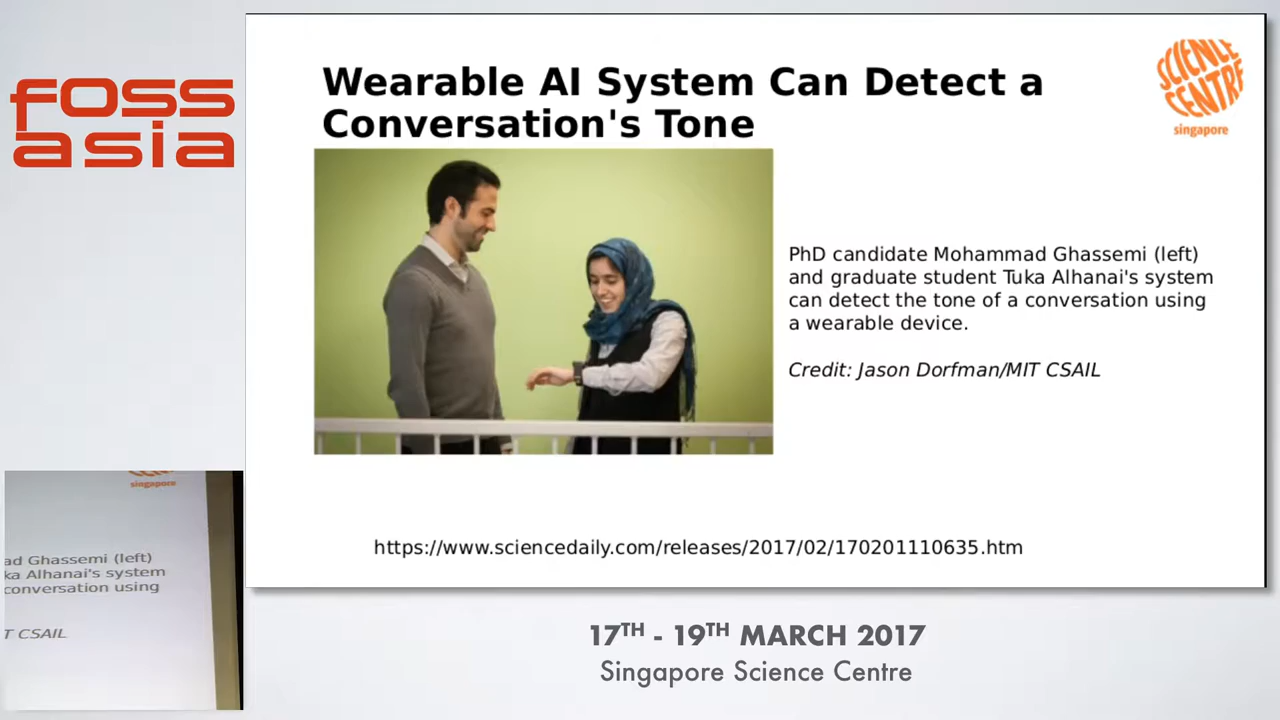 foss
asia
Wearable AI System Can Detect a
Conversation's Tone
SCIENCE
CENTRE
singapore
PhD candidate Mohammad Ghassemi (left)
and graduate student Tuka Alhanai's system
can detect the tone of a conversation using
a wearable device.
Credit: Jason Dorfman/MIT CSAIL
https://www.sciencedaily.com/releases/2017/02/170201110635.htm
singapore
ad Ghassemi (left)
ka Alhanai's system
conversation using
T CSAIL
17TH - 19TH MARCH 2017
Singapore Science Centre